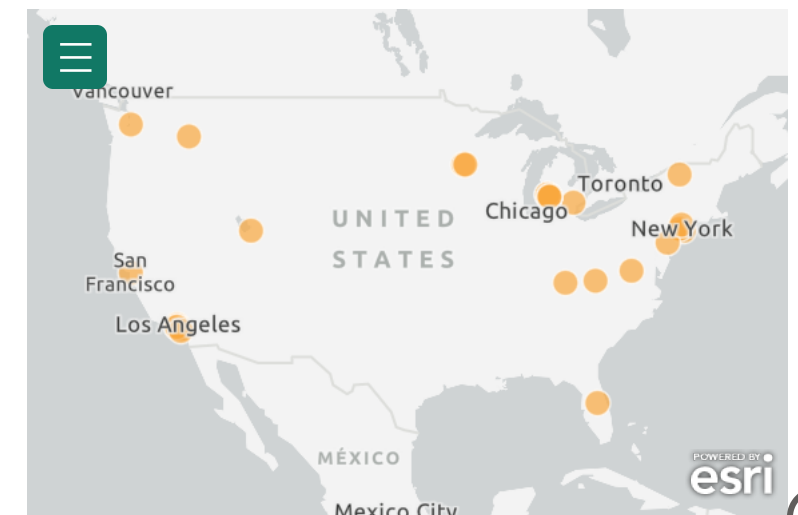 Vancouver
Toronto
Chicago
UNITED
STATES
New York
San
Francisco
Los Angeles
MÉXICO
POWERED BY
esri
Mexico City